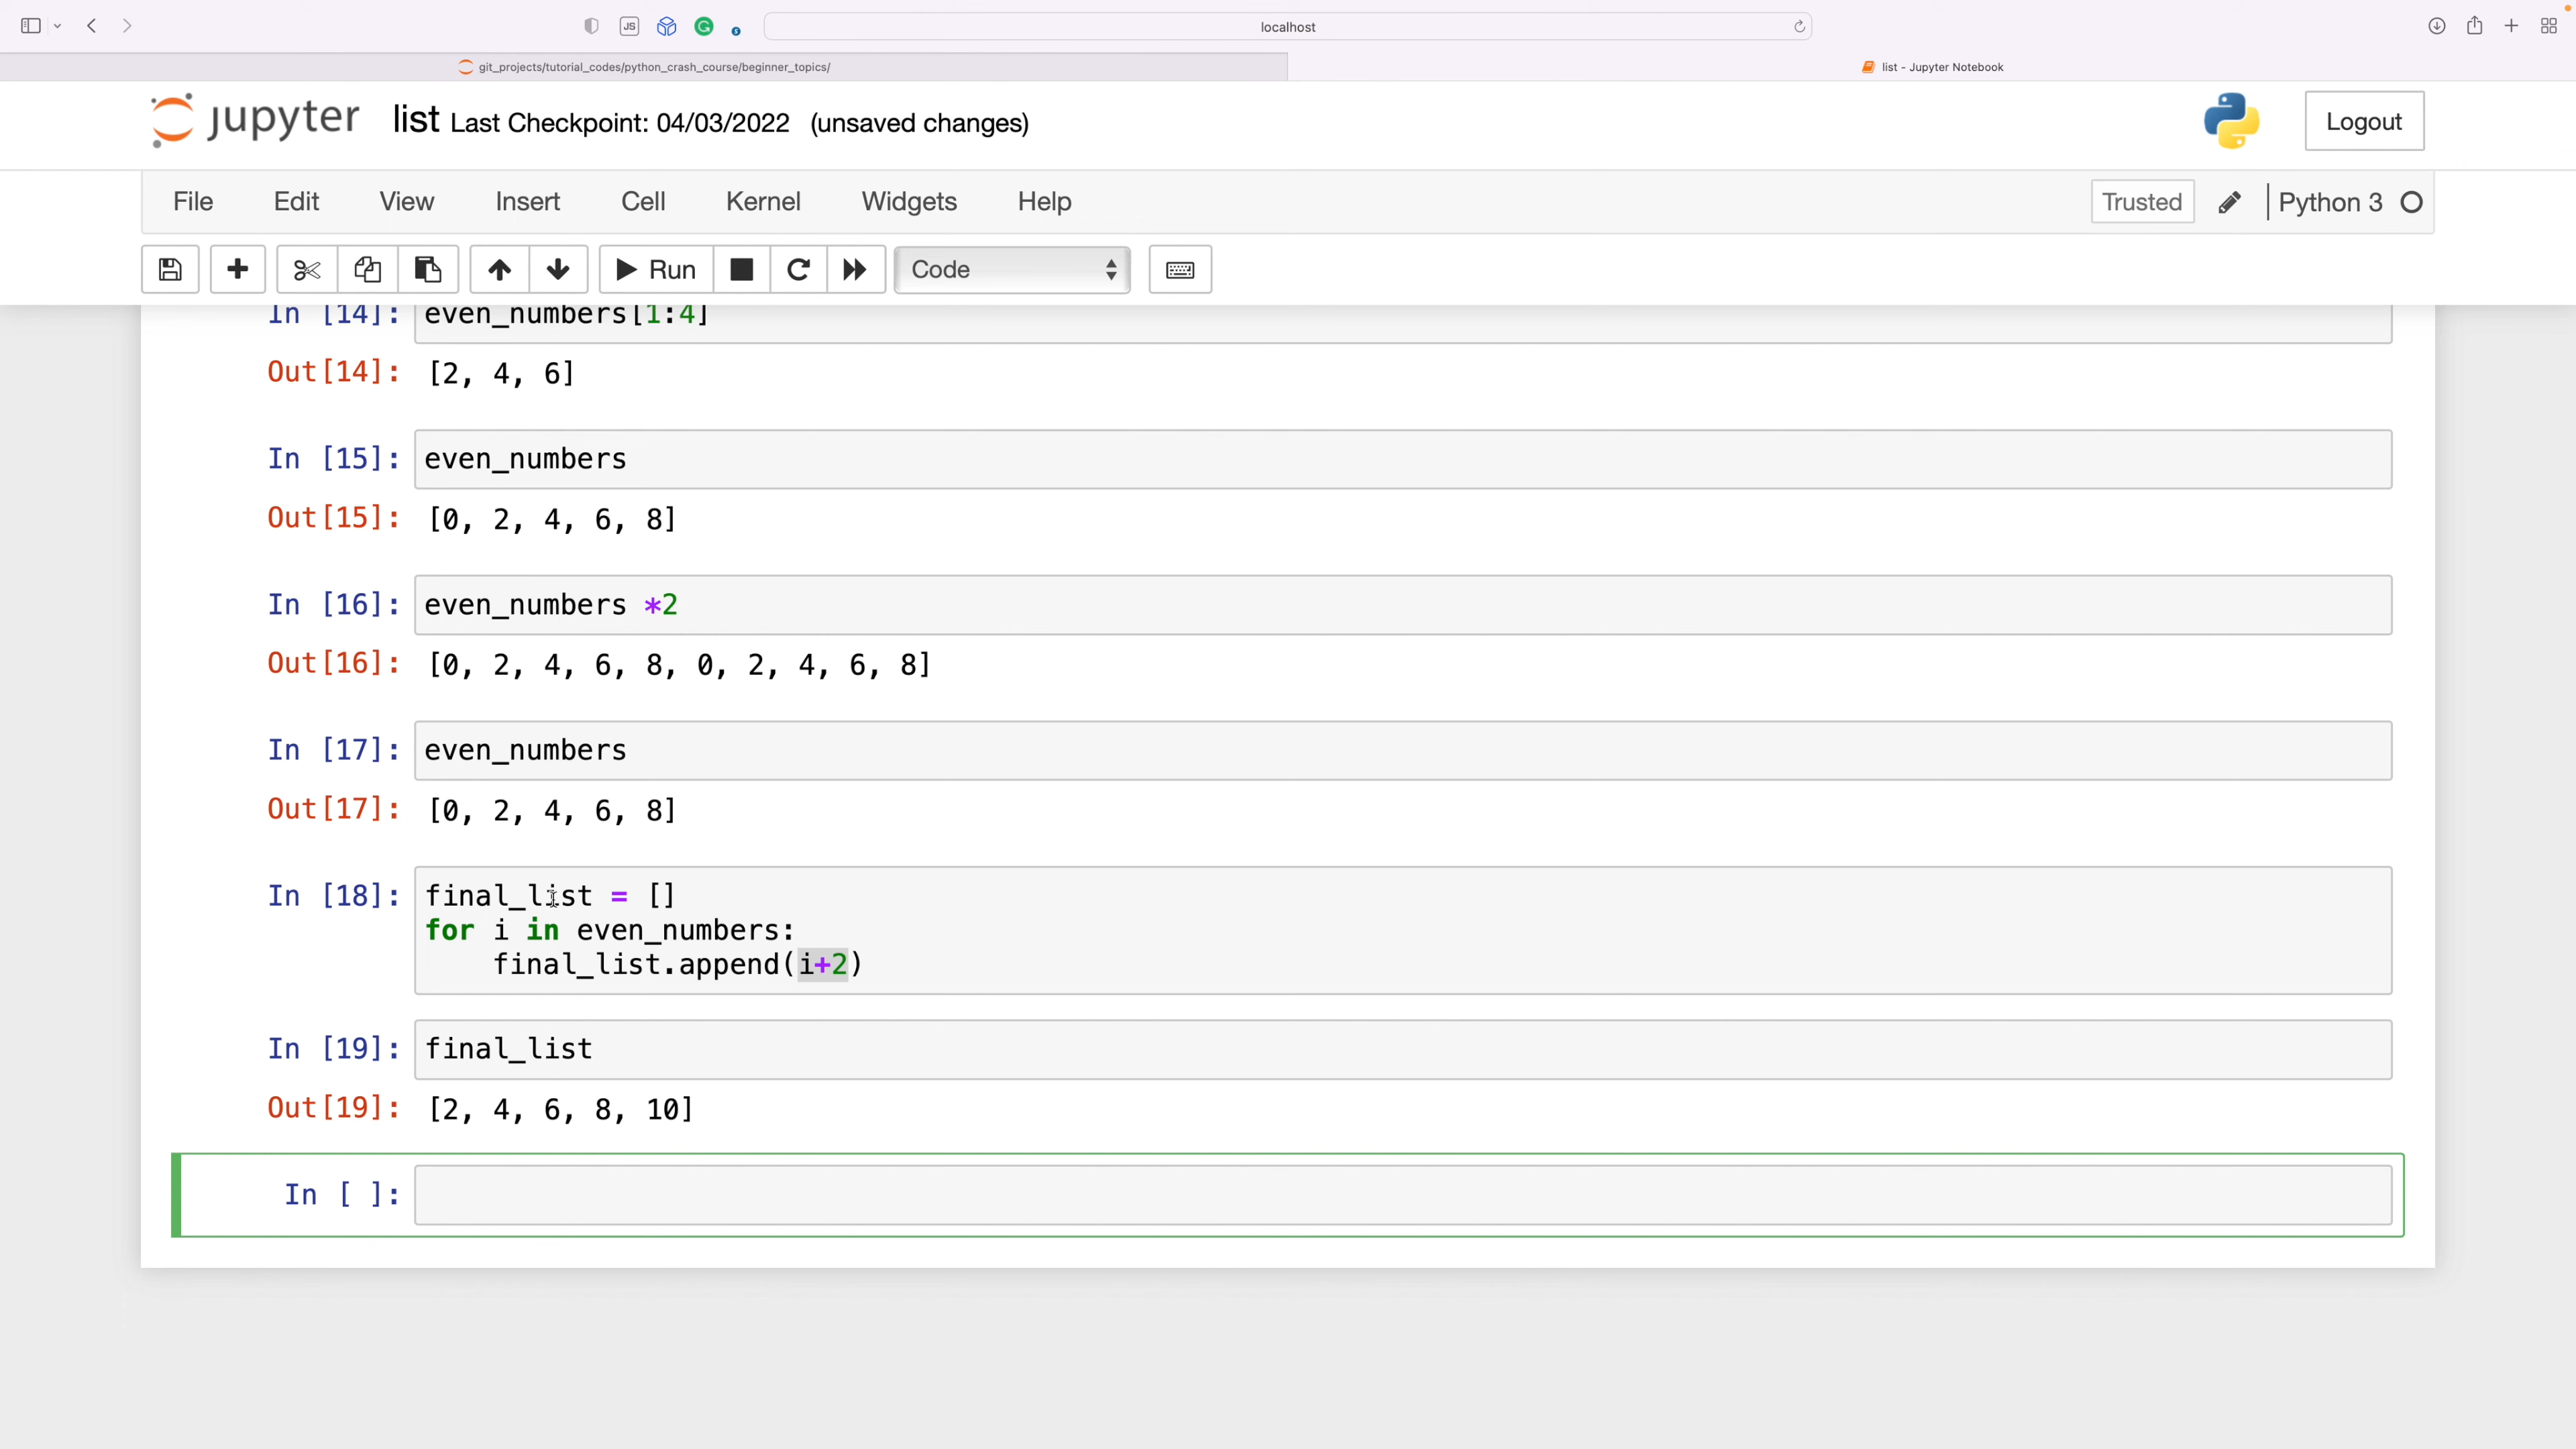 localhost
git_projects/tutorial_codes/python_crash_course/beginner_topics/
list - Jupyter Notebook
jupyter list Last Checkpoint: 04/03/2022 (unsaved changes)
Logout
File Edit View Insert Cell Kernel Widgets Help Trusted Python 3
Run Code
In [14]: even_numbers[1:4]
Out[14]: [2, 4, 6]
In [15]: even_numbers
Out[15]: [0, 2, 4, 6, 8]
In [16]: even_numbers *2
Out[16]: [0, 2, 4, 6, 8, 0, 2, 4, 6, 8]
In [17]: even_numbers
Out[17]: [0, 2, 4, 6, 8]
In [18]: final_list = []
for i in even_numbers:
    final_list.append(i+2)
In [19]: final_list
Out[19]: [2, 4, 6, 8, 10]
In [ ]: